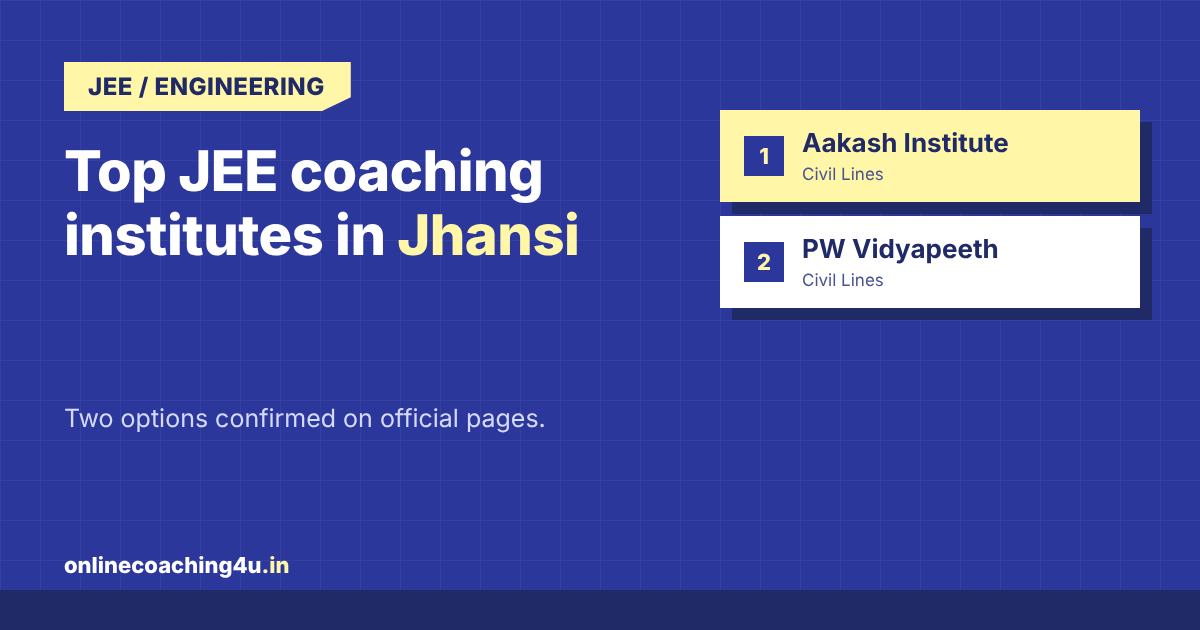 JEE / ENGINEERING
Top JEE coaching
institutes in Jhansi
Two options confirmed on official pages.
onlinecoaching4u.in
1
Aakash Institute
Civil Lines
2
PW Vidyapeeth
Civil Lines